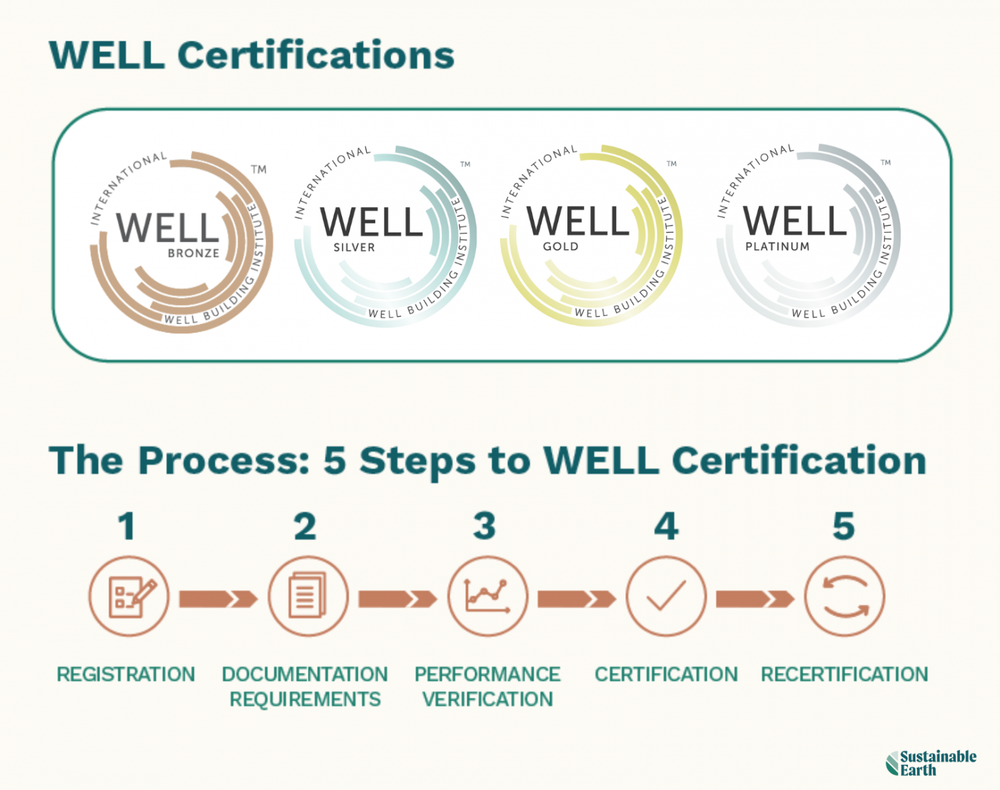 WELL Certifications
INTERNATIONAL
WELL
BRONZE
WELL BUILDING INSTITUTE
TM
INTERNATIONAL
WELL
SILVER
WELL BUILDING INSTITUTE
TM
INTERNATIONAL
WELL
GOLD
WELL BUILDING INSTITUTE
TM
INTERNATIONAL
WELL
PLATINUM
WELL BUILDING INSTITUTE
TM
The Process: 5 Steps to WELL Certification
1
2
3
4
5
REGISTRATION
DOCUMENTATION
REQUIREMENTS
PERFORMANCE
VERIFICATION
CERTIFICATION
RECERTIFICATION
Sustainable
Earth